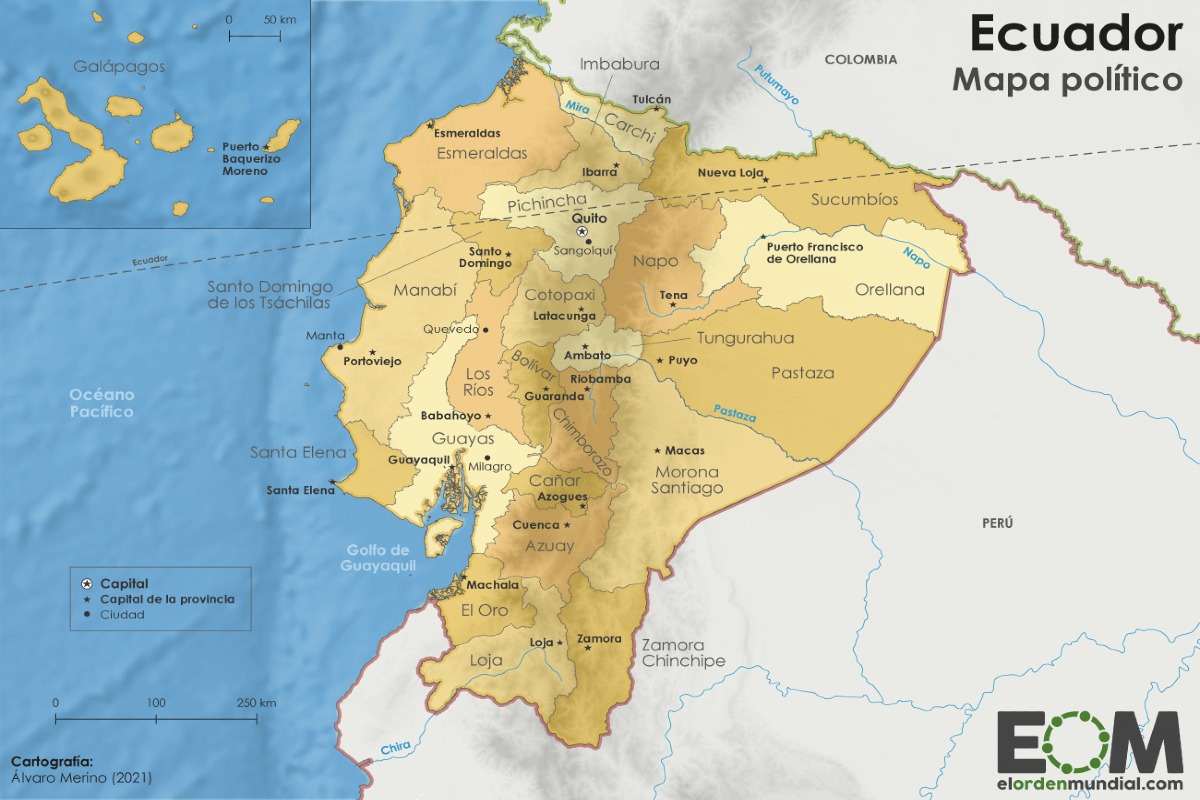 Ecuador
Mapa político
0 50 km
Galápagos
Puerto
Baquerizo
Moreno
COLOMBIA
Putumayo
Imbabura
Tulcán
Mira
Carchi
Esmeraldas
Esmeraldas
Ibarra
Nueva Loja
Sucumbíos
Pichincha
Quito
Sangolquí
Ecuador
Santo
Domingo
Santo Domingo
de los Tsáchilas
Manabí
Napo
Tena
Puerto Francisco
de Orellana
Napo
Orellana
Cotopaxi
Latacunga
Quevedo
Manta
Portoviejo
Ambato
Tungurahua
Puyo
Pastaza
Bolívar
Riobamba
Guaranda
Los
Ríos
Océano
Pacífico
Babahoyo
Chimborazo
Pastaza
Guayas
Santa Elena
Guayaquil
Milagro
Macas
Morona
Santiago
Santa Elena
Cañar
Azogues
Cuenca
Azuay
PERÚ
Golfo de
Guayaquil
Machala
El Oro
Capital
Capital de la provincia
Ciudad
Loja
Zamora
Zamora
Chinchipe
Loja
0 100 250 km
Chira
Cartografía:
Álvaro Merino (2021)
EOM
elordenmundial.com